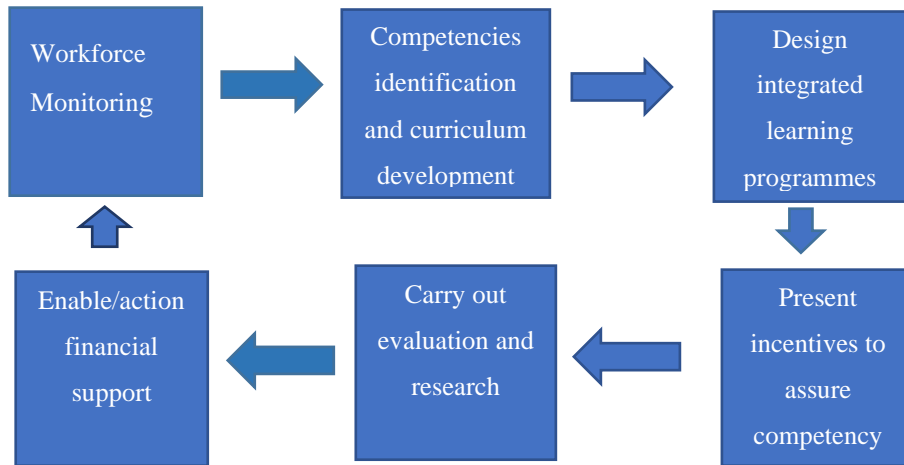 Workforce
Monitoring
Competencies
identification
and curriculum
development
Design
integrated
learning
programmes
Present
incentives to
assure
competency
Carry out
evaluation and
research
Enable/action
financial
support